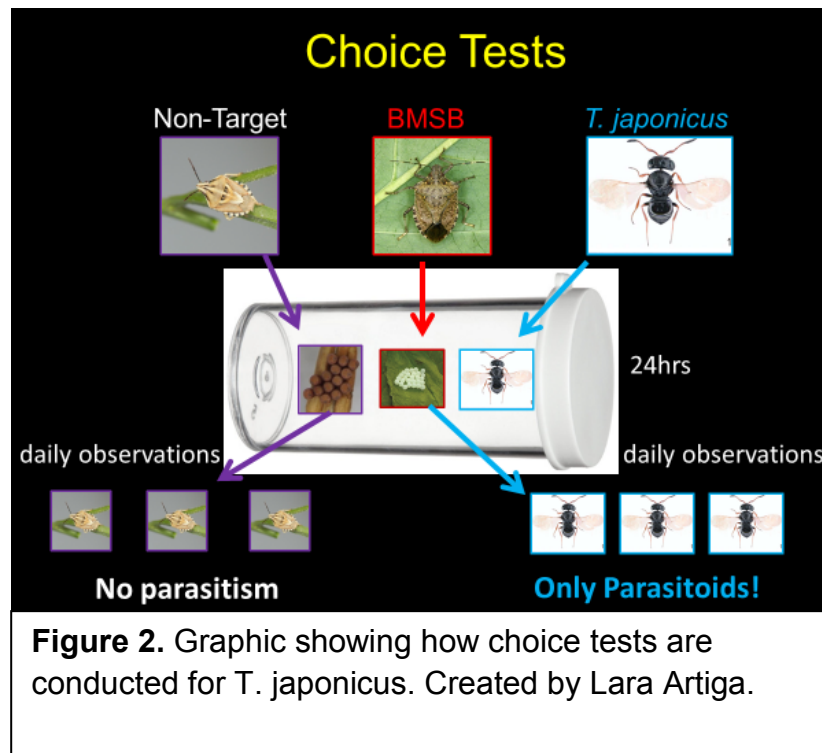 Choice Tests
Non-Target
BMSB
T. japonicus
24hrs
daily observations
daily observations
No parasitism
Only Parasitoids!
Figure 2. Graphic showing how choice tests are
conducted for T. japonicus. Created by Lara Artiga.